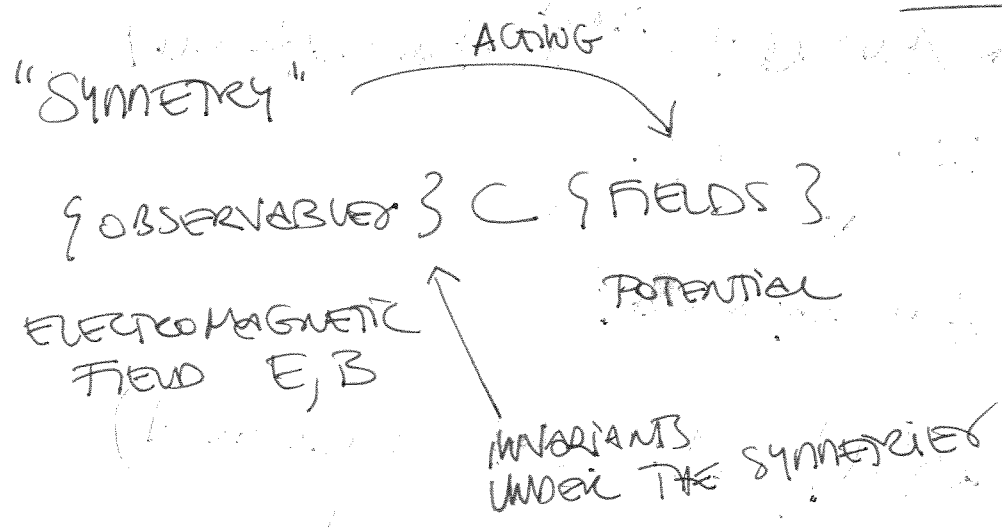 ACTING
"SYMMETRY"
{OBSERVABLES} ⊂ {FIELDS}
POTENTIAL
ELECTROMAGNETIC
FIELD E, B
INVARIANTS
UNDER THE SYMMETRIES